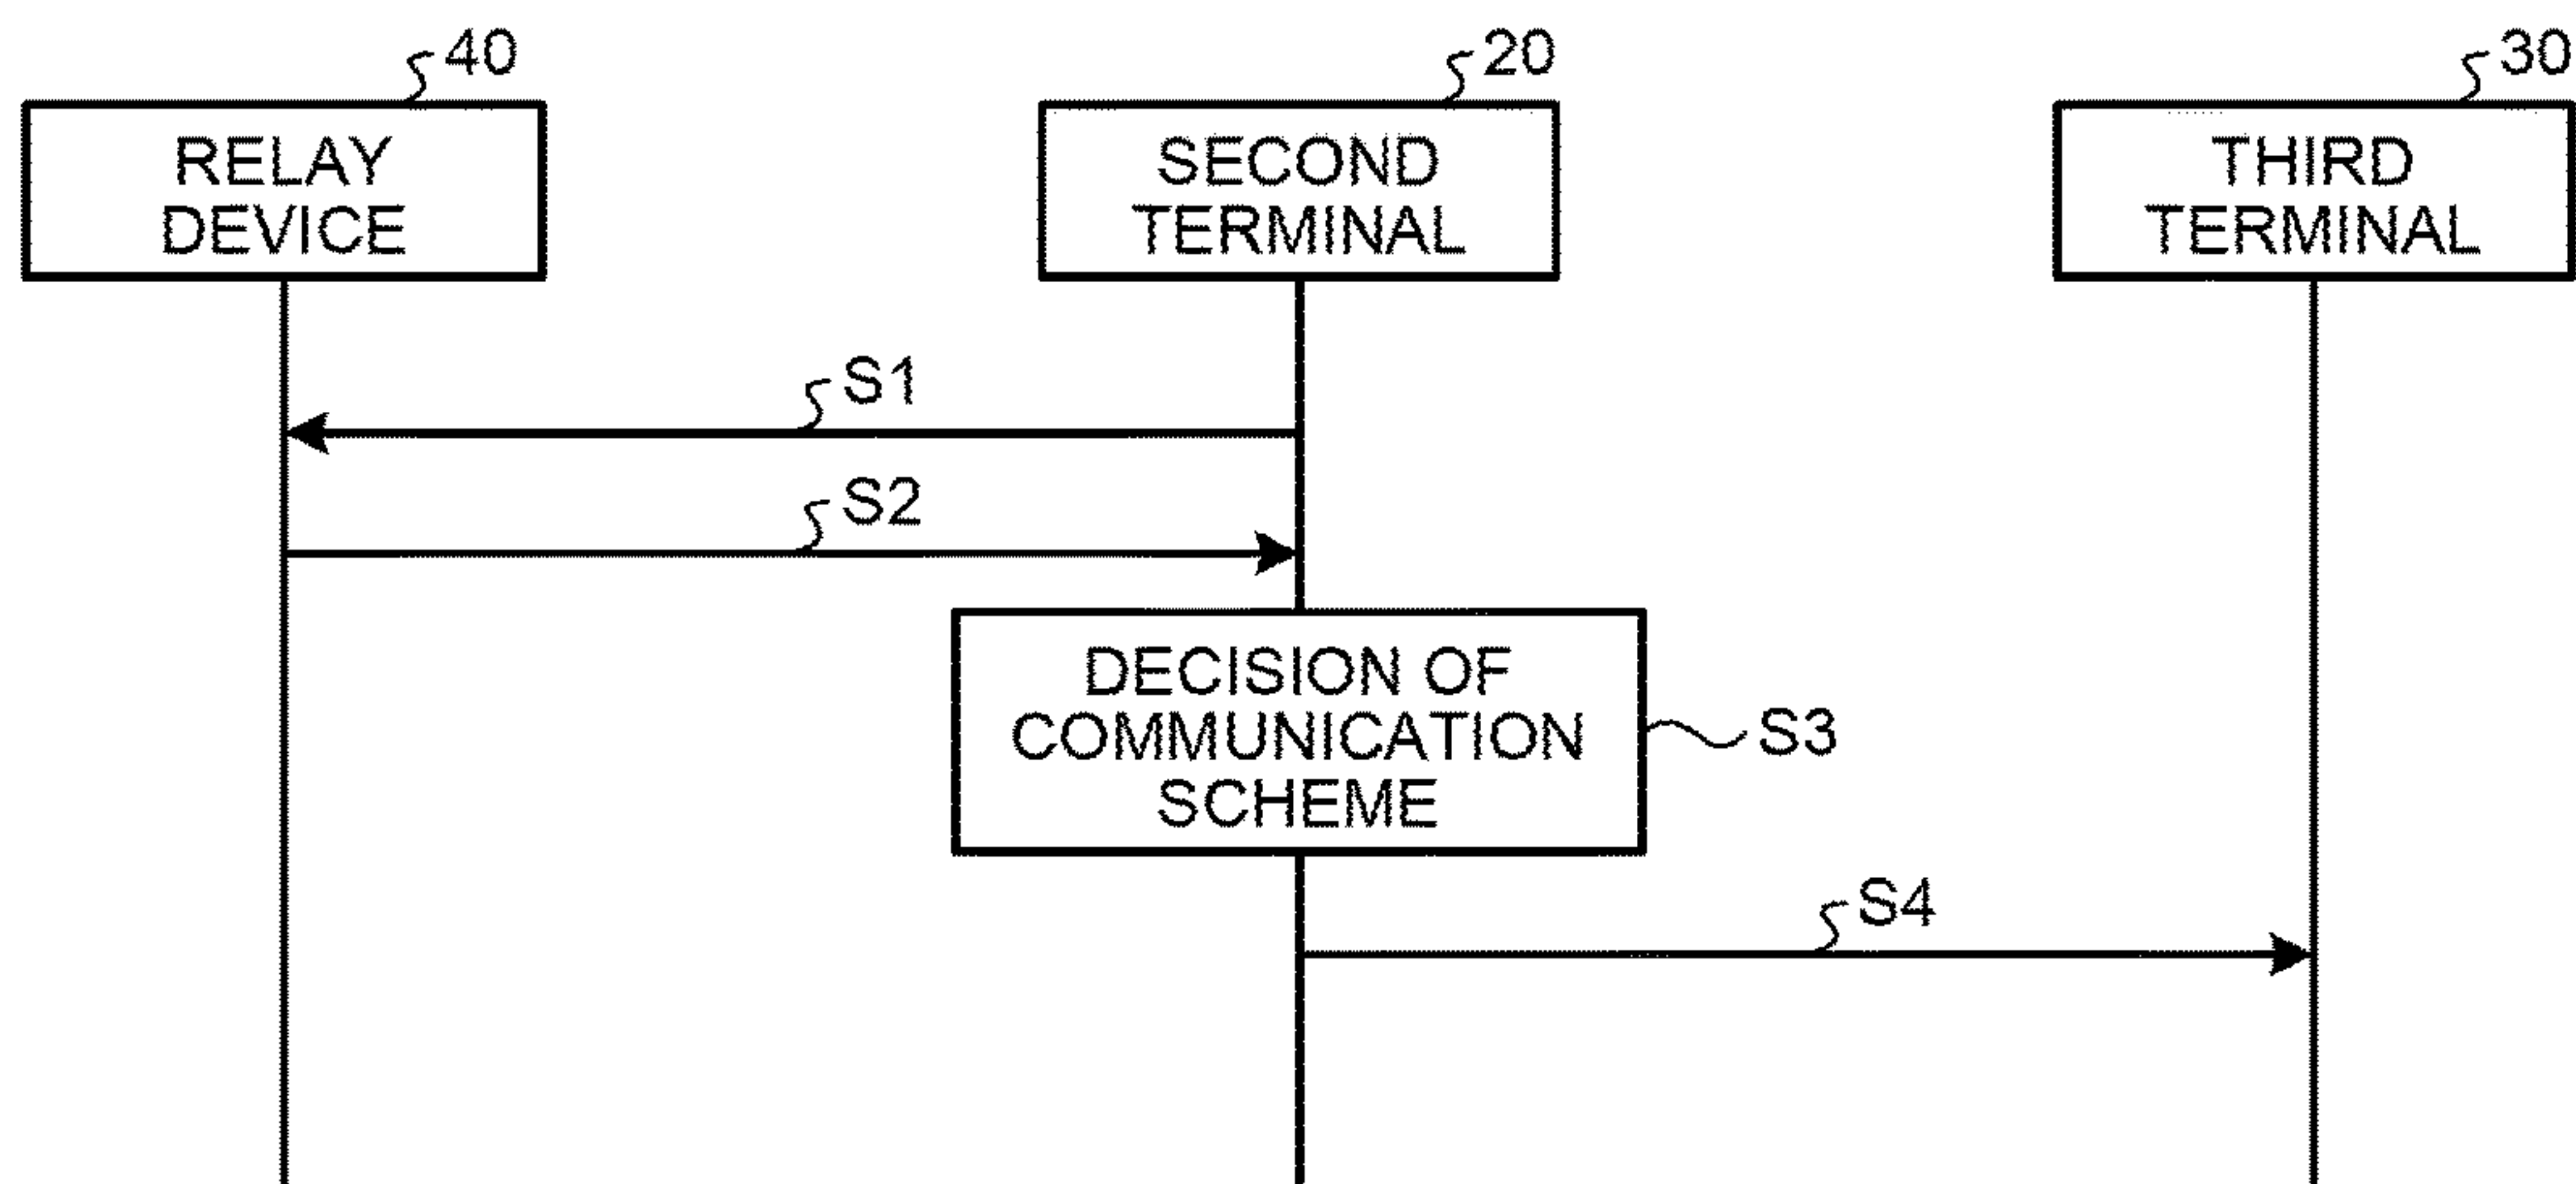 40
20
30
RELAY
DEVICE
SECOND
TERMINAL
THIRD
TERMINAL
S1
S2
DECISION OF
COMMUNICATION
SCHEME
S3
S4